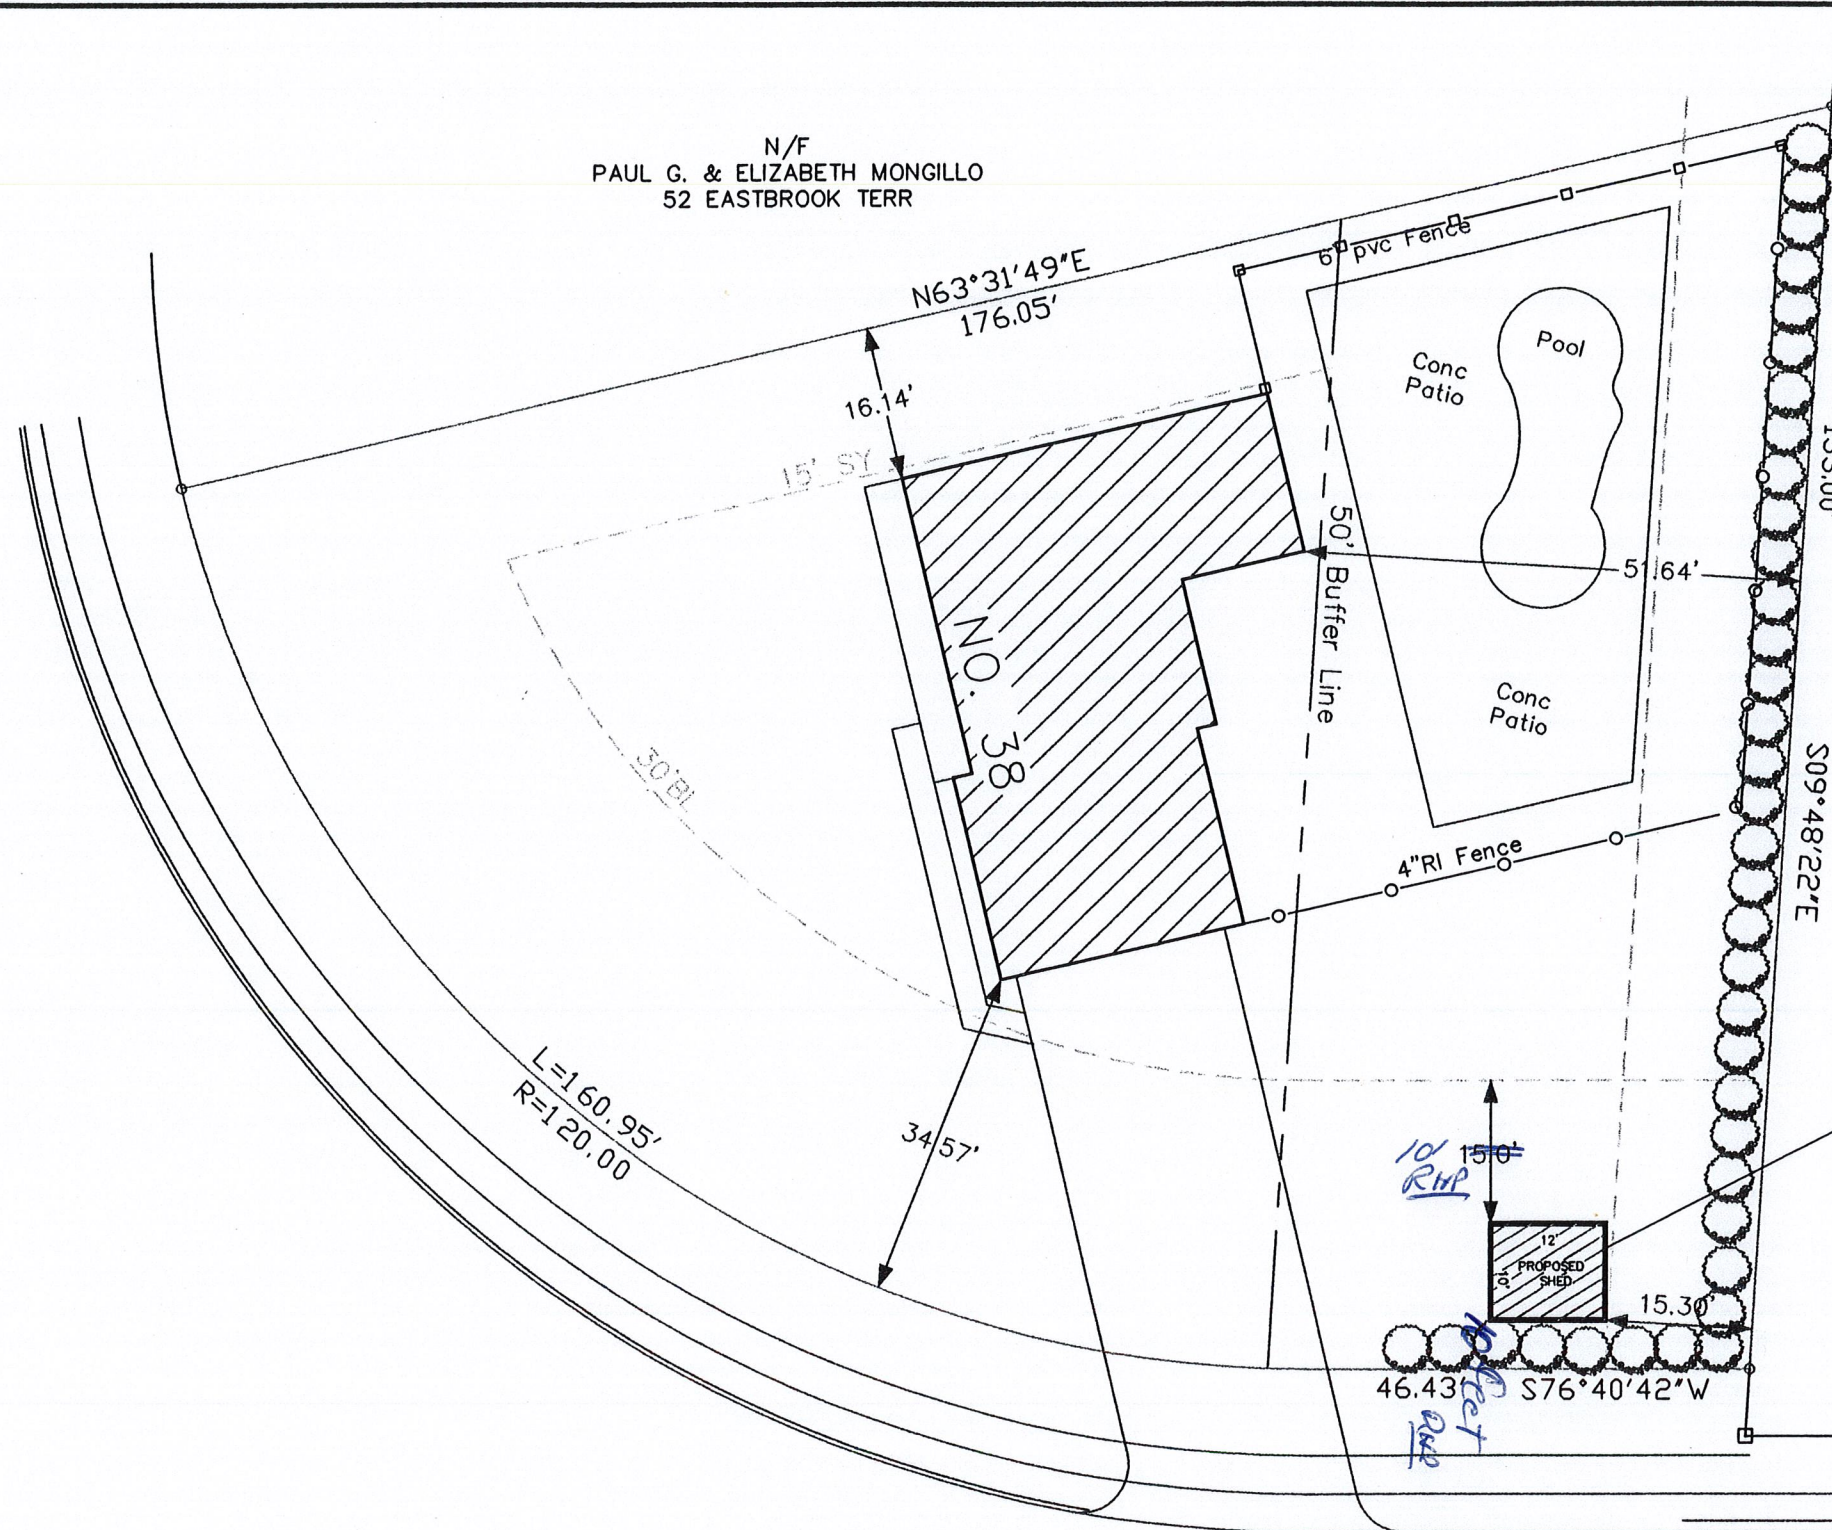 N/F
PAUL G. & ELIZABETH MONGILLO
52 EASTBROOK TERR
N63°31'49"E
176.05'
6' pvc Fence
16.14'
15' SY
Conc
Patio
Pool
50' Buffer Line
51.64'
NO. 38
30'BL
Conc
Patio
S09°48'22"E
4"RI Fence
L=160.95'
R=120.00
34.57'
10'
RHP
15.0'
12'
10'
PROPOSED
SHED
15.30'
46.43'
S76°40'42"W
10 feet
RHP